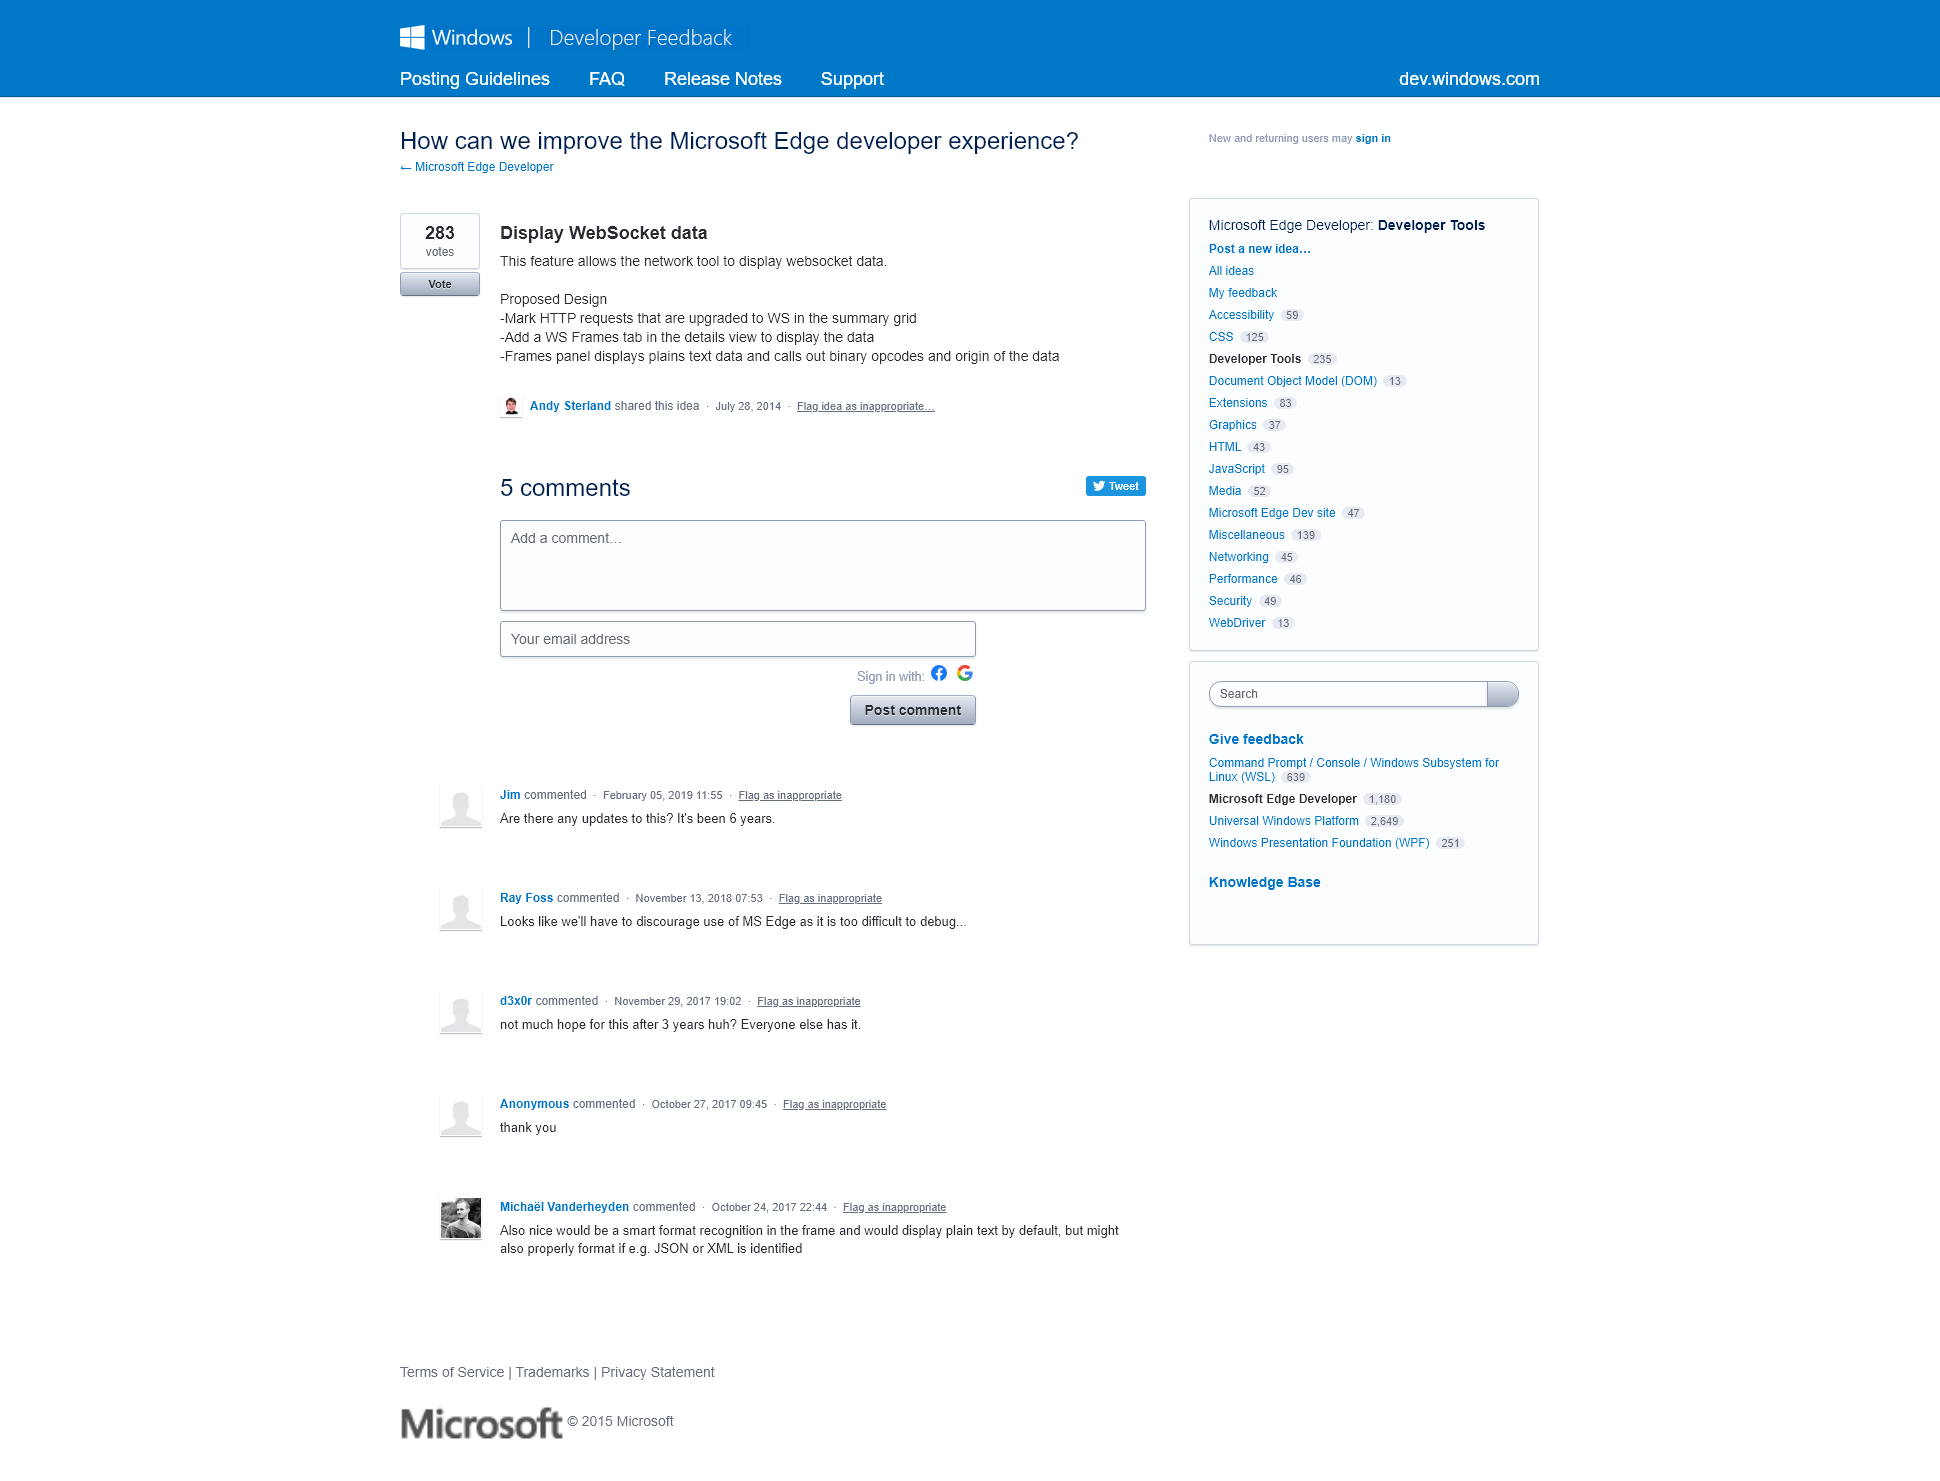 Windows | Developer Feedback
Posting Guidelines FAQ Release Notes Support dev.windows.com
How can we improve the Microsoft Edge developer experience?
← Microsoft Edge Developer
New and returning users may sign in
283
votes
Vote
Display WebSocket data
This feature allows the network tool to display websocket data.
Proposed Design
-Mark HTTP requests that are upgraded to WS in the summary grid
-Add a WS Frames tab in the details view to display the data
-Frames panel displays plains text data and calls out binary opcodes and origin of the data
Andy Sterland shared this idea · July 28, 2014 · Flag idea as inappropriate…
5 comments
Tweet
Add a comment…
Your email address
Sign in with:
Post comment
Jim commented · February 05, 2019 11:55 · Flag as inappropriate
Are there any updates to this? It's been 6 years.
Ray Foss commented · November 13, 2018 07:53 · Flag as inappropriate
Looks like we'll have to discourage use of MS Edge as it is too difficult to debug...
d3x0r commented · November 29, 2017 19:02 · Flag as inappropriate
not much hope for this after 3 years huh? Everyone else has it.
Anonymous commented · October 27, 2017 09:45 · Flag as inappropriate
thank you
Michaël Vanderheyden commented · October 24, 2017 22:44 · Flag as inappropriate
Also nice would be a smart format recognition in the frame and would display plain text by default, but might
also properly format if e.g. JSON or XML is identified
Microsoft Edge Developer: Developer Tools
Post a new idea…
All ideas
My feedback
Accessibility 59
CSS 125
Developer Tools 235
Document Object Model (DOM) 13
Extensions 83
Graphics 37
HTML 43
JavaScript 95
Media 52
Microsoft Edge Dev site 47
Miscellaneous 139
Networking 45
Performance 46
Security 49
WebDriver 13
Search
Give feedback
Command Prompt / Console / Windows Subsystem for
Linux (WSL) 639
Microsoft Edge Developer 1,180
Universal Windows Platform 2,649
Windows Presentation Foundation (WPF) 251
Knowledge Base
Terms of Service | Trademarks | Privacy Statement
Microsoft © 2015 Microsoft